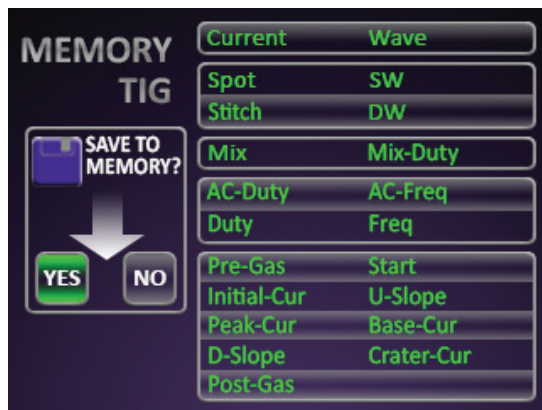 MEMORY
TIG
SAVE TO
MEMORY?
YES NO
Current Wave
Spot SW
Stitch DW
Mix Mix-Duty
AC-Duty AC-Freq
Duty Freq
Pre-Gas Start
Initial-Cur U-Slope
Peak-Cur Base-Cur
D-Slope Crater-Cur
Post-Gas